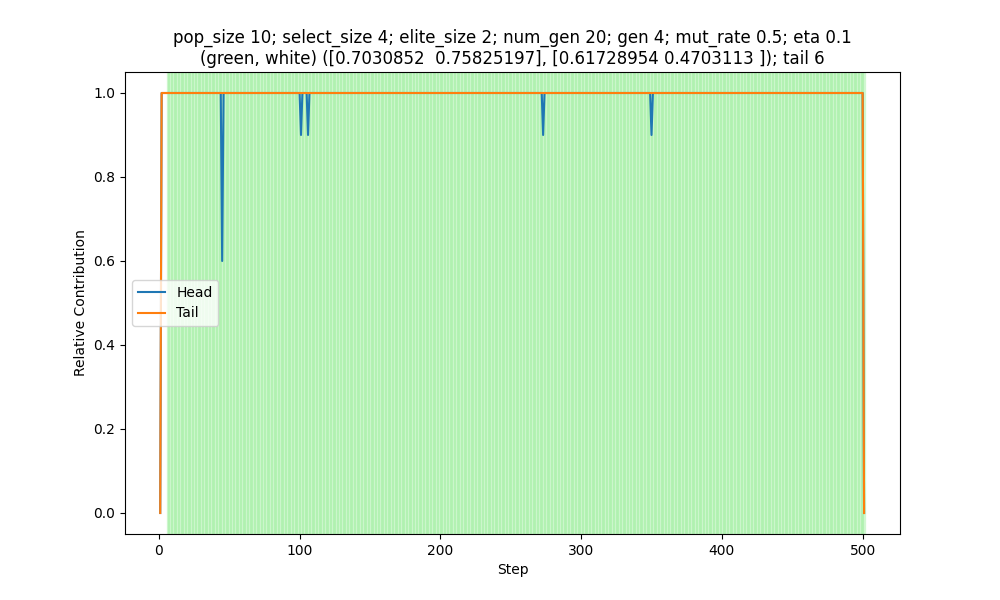 pop_size 10; select_size 4; elite_size 2; num_gen 20; gen 4; mut_rate 0.5; eta 0.1
(green, white) ([0.7030852  0.75825197], [0.61728954 0.4703113 ]); tail 6
1.0
0.8
0.6
0.4
0.2
0.0
Relative Contribution
Head
Tail
0
100
200
300
400
500
Step